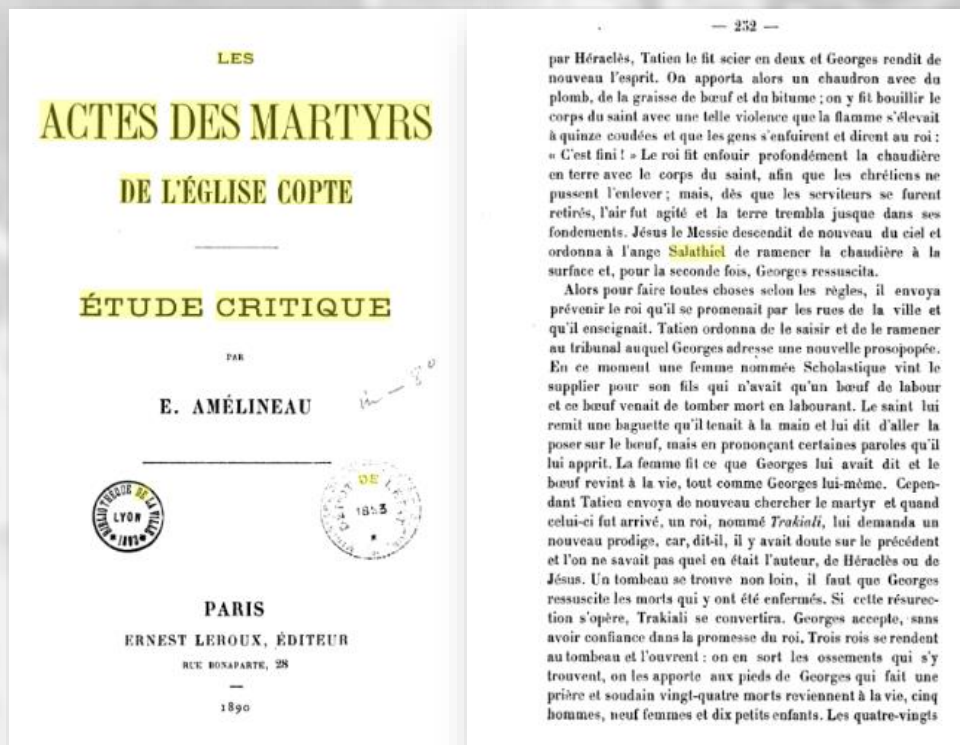 LES
ACTES DES MARTYRS
DE L'ÉGLISE COPTE
ÉTUDE CRITIQUE
PAR
E. AMÉLINEAU
BIBLIOTHÈQUE DE LA VILLE
LYON
DE
1853
PARIS
ERNEST LEROUX, ÉDITEUR
RUE BONAPARTE, 28
1890
— 252 —
par Héraclès, Tatien le fit scier en deux et Georges rendit de
nouveau l'esprit. On apporta alors un chaudron avec du
plomb, de la graisse de bœuf et du bitume ; on y fit bouillir le
corps du saint avec une telle violence que la flamme s'élevait
à quinze coudées et que les gens s'enfuirent et dirent au roi :
« C'est fini ! » Le roi fit enfouir profondément la chaudière
en terre avec le corps du saint, afin que les chrétiens ne
pussent l'enlever ; mais, dès que les serviteurs se furent
retirés, l'air fut agité et la terre trembla jusque dans ses
fondements. Jésus le Messie descendit de nouveau du ciel et
ordonna à l'ange Salathiel de ramener la chaudière à la
surface et, pour la seconde fois, Georges ressuscita.
Alors pour faire toutes choses selon les règles, il envoya
prévenir le roi qu'il se promenait par les rues de la ville et
qu'il enseignait. Tatien ordonna de le saisir et de le ramener
au tribunal auquel Georges adresse une nouvelle prosopopée.
En ce moment une femme nommée Scholastique vint le
supplier pour son fils qui n'avait qu'un bœuf de labour
et ce bœuf venait de tomber mort en labourant. Le saint lui
remit une baguette qu'il tenait à la main et lui dit d'aller la
poser sur le bœuf, mais en prononçant certaines paroles qu'il
lui apprit. La femme fit ce que Georges lui avait dit et le
bœuf revint à la vie, tout comme Georges lui-même. Cepen-
dant Tatien envoya de nouveau chercher le martyr et quand
celui-ci fut arrivé, un roi, nommé Trakiali, lui demanda un
nouveau prodige, car, dit-il, il y avait doute sur le précédent
et l'on ne savait pas quel en était l'auteur, de Héraclès ou de
Jésus. Un tombeau se trouve non loin, il faut que Georges
ressuscite les morts qui y ont été enfermés. Si cette résurec-
tion s'opère, Trakiali se convertira. Georges accepte, sans
avoir confiance dans la promesse du roi. Trois rois se rendent
au tombeau et l'ouvrent : on en sort les ossements qui s'y
trouvent, on les apporte aux pieds de Georges qui fait une
prière et soudain vingt-quatre morts reviennent à la vie, cinq
hommes, neuf femmes et dix petits enfants. Les quatre-vingts